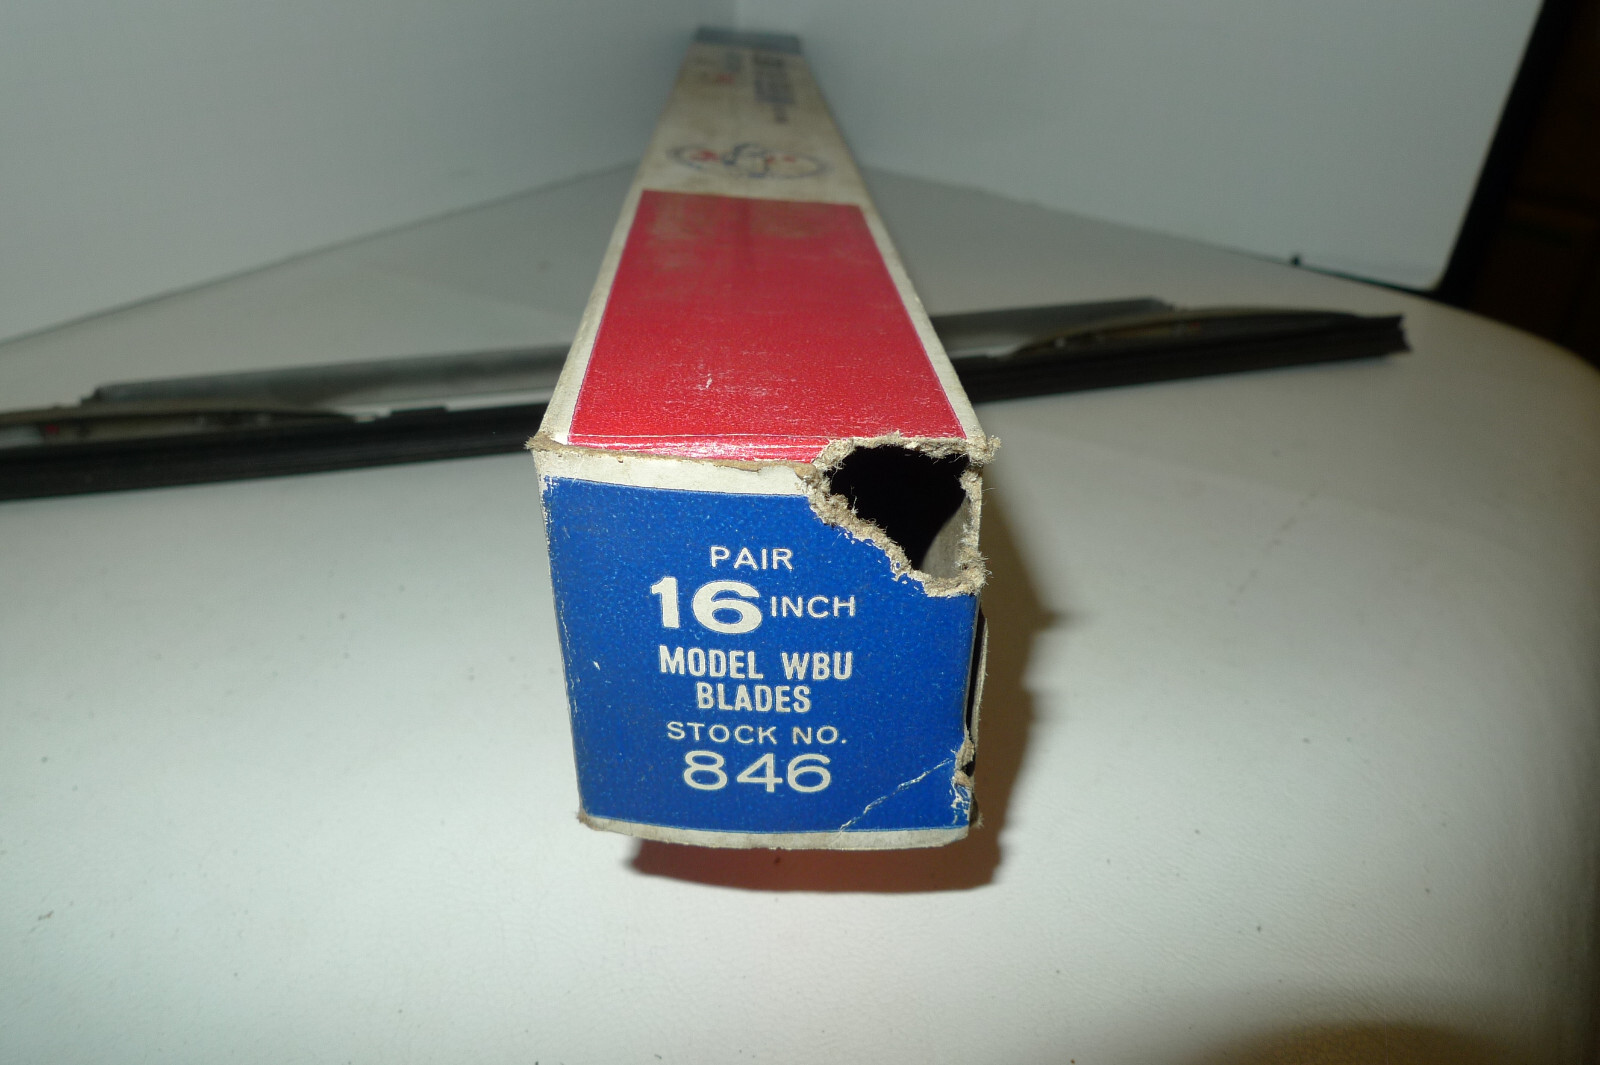 PAIR
16 INCH
MODEL WBU
BLADES
STOCK NO.
846